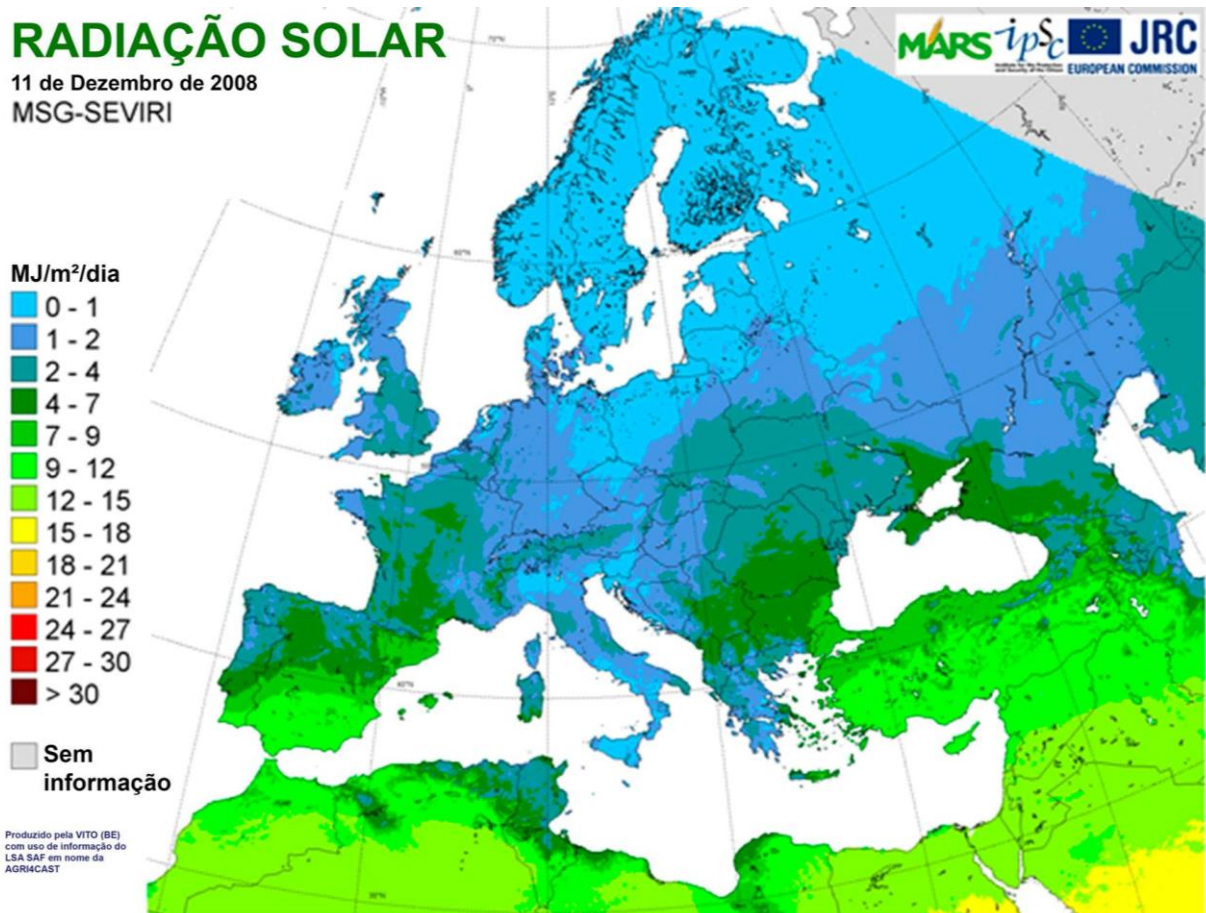 RADIAÇÃO SOLAR
11 de Dezembro de 2008
MSG-SEVIRI
MARS ipsc JRC
EUROPEAN COMMISSION
MJ/m²/dia
0 - 1
1 - 2
2 - 4
4 - 7
7 - 9
9 - 12
12 - 15
15 - 18
18 - 21
21 - 24
24 - 27
27 - 30
> 30
Sem
informação
Produzido pela VITO (BE)
com uso de informação do
LSA SAF em nome da
AGRI4CAST